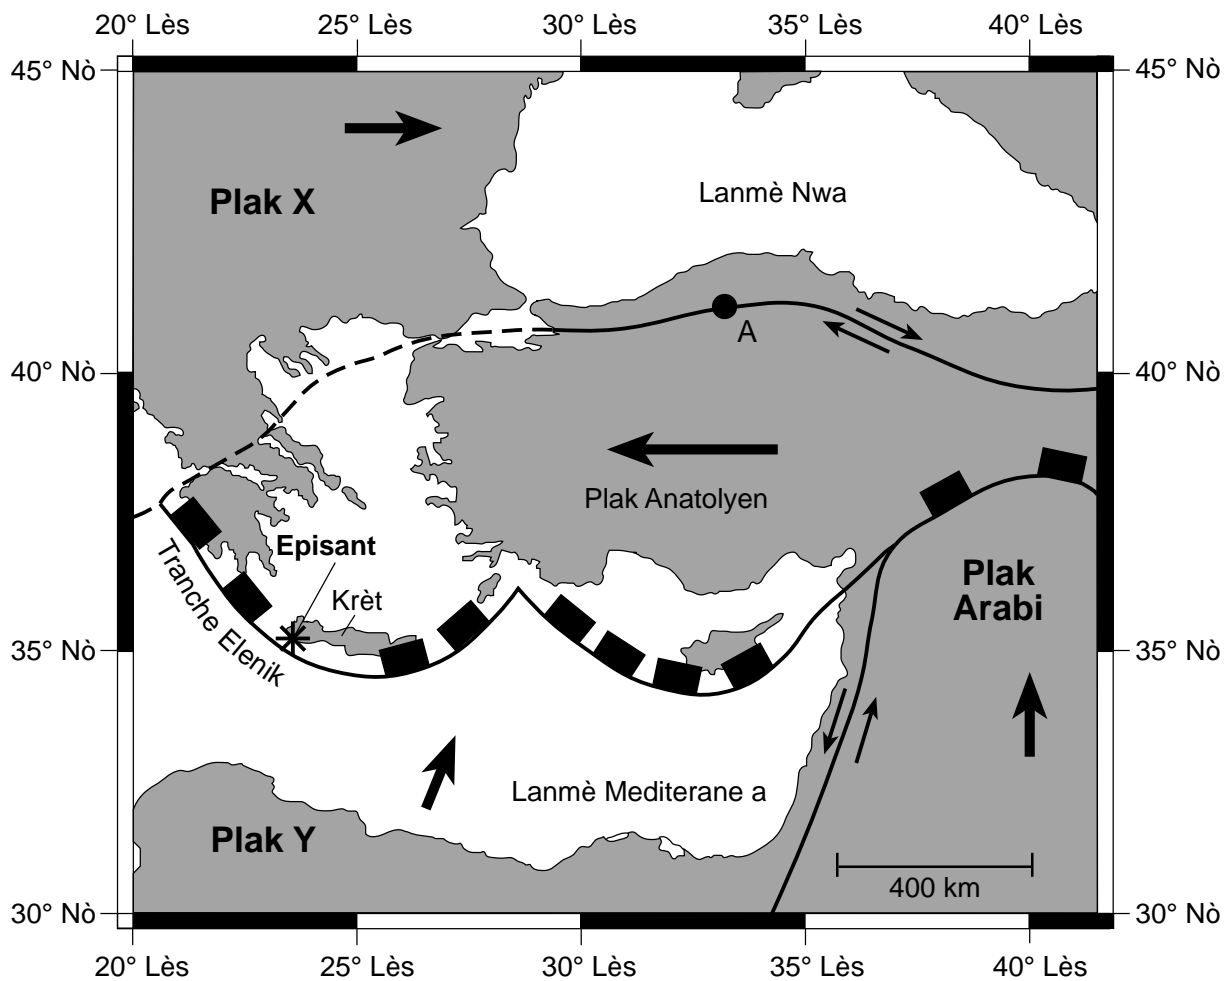 20° Lès 25° Lès 30° Lès 35° Lès 40° Lès
45° Nò 45° Nò
Plak X
Lanmè Nwa
A
40° Nò 40° Nò
Plak Anatolyen
Episant
Krèt
Tranche Elenik
Plak
Arabi
35° Nò 35° Nò
Lanmè Mediterane a
Plak Y
400 km
30° Nò 30° Nò
20° Lès 25° Lès 30° Lès 35° Lès 40° Lès